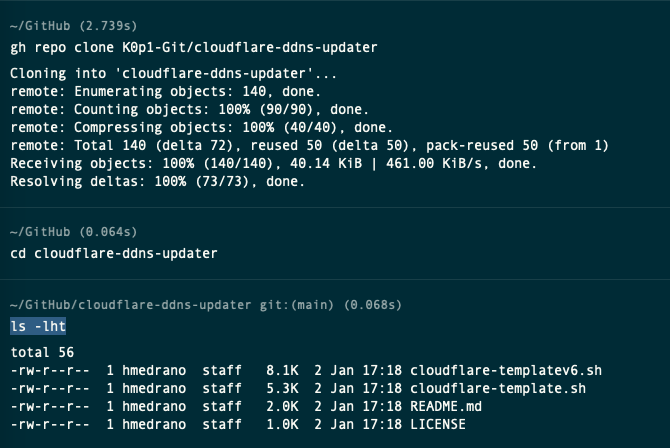 ~/GitHub (2.739s)
gh repo clone K0p1-Git/cloudflare-ddns-updater
Cloning into 'cloudflare-ddns-updater'...
remote: Enumerating objects: 140, done.
remote: Counting objects: 100% (90/90), done.
remote: Compressing objects: 100% (40/40), done.
remote: Total 140 (delta 72), reused 50 (delta 50), pack-reused 50 (from 1)
Receiving objects: 100% (140/140), 40.14 KiB | 461.00 KiB/s, done.
Resolving deltas: 100% (73/73), done.
~/GitHub (0.064s)
cd cloudflare-ddns-updater
~/GitHub/cloudflare-ddns-updater git:(main) (0.068s)
ls -lht
total 56
-rw-r--r--  1 hmedrano  staff   8.1K  2 Jan 17:18 cloudflare-templatev6.sh
-rw-r--r--  1 hmedrano  staff   5.3K  2 Jan 17:18 cloudflare-template.sh
-rw-r--r--  1 hmedrano  staff   2.0K  2 Jan 17:18 README.md
-rw-r--r--  1 hmedrano  staff   1.0K  2 Jan 17:18 LICENSE